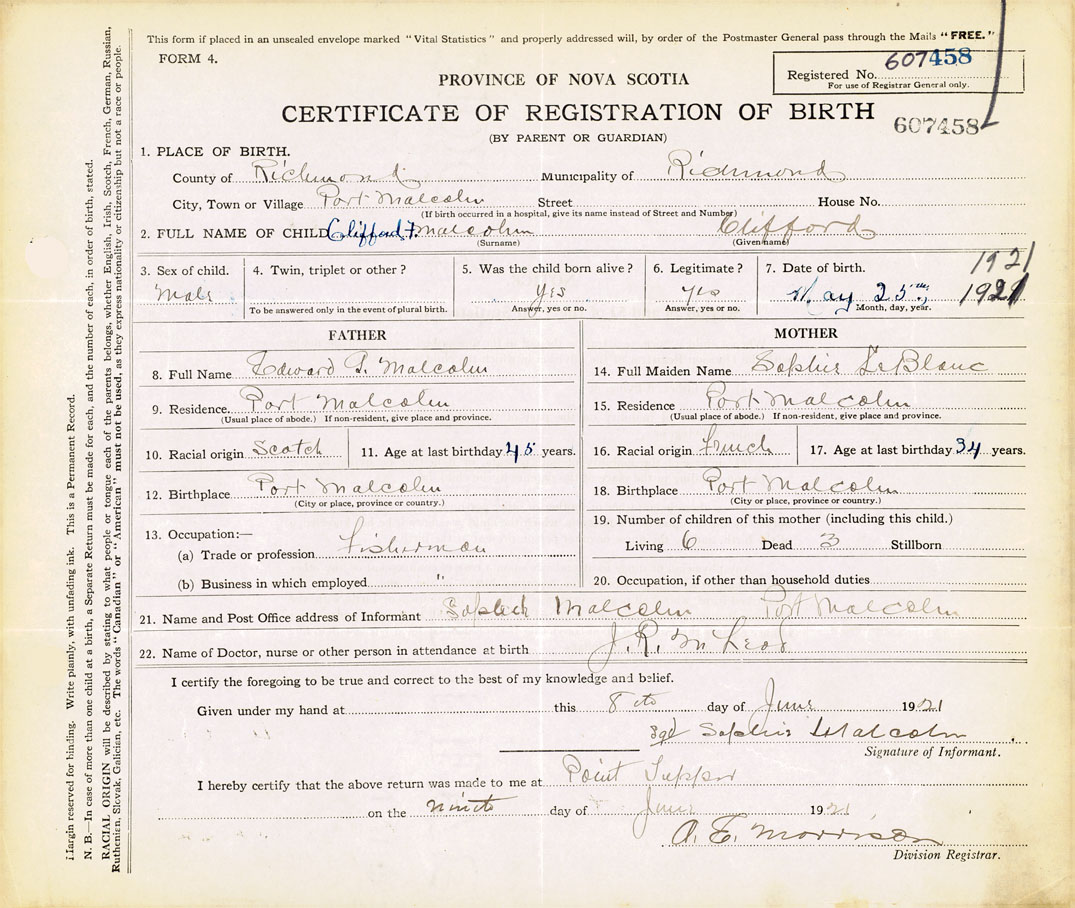 This form if placed in an unsealed envelope marked "Vital Statistics" and properly addressed will, by order of the Postmaster General pass through the Mails "FREE."
FORM 4.
Registered No. 607458
For use of Registrar General only.
PROVINCE OF NOVA SCOTIA
CERTIFICATE OF REGISTRATION OF BIRTH
607458
(BY PARENT OR GUARDIAN)
1. PLACE OF BIRTH.
County of Richmond Municipality of Richmond
City, Town or Village Port Malcolm Street House No.
(If birth occurred in a hospital, give its name instead of Street and Number)
2. FULL NAME OF CHILD Clifford F. Malcolm Clifford
(Surname) (Given name)
3. Sex of child. Male
4. Twin, triplet or other?
To be answered only in the event of plural birth.
5. Was the child born alive? yes
Answer, yes or no.
6. Legitimate? yes
Answer, yes or no.
7. Date of birth. 1921
May 25th, 1921
Month, day, year.
FATHER
8. Full Name Edward P. Malcolm
9. Residence. Port Malcolm
(Usual place of abode.) If non-resident, give place and province.
10. Racial origin Scotch 11. Age at last birthday 45 years.
12. Birthplace Port Malcolm
(City or place, province or country.)
13. Occupation:—
(a) Trade or profession Fisherman
(b) Business in which employed "
MOTHER
14. Full Maiden Name Sophie LeBlanc
15. Residence Port Malcolm
(Usual place of abode.) If non-resident, give place and province.
16. Racial origin French 17. Age at last birthday 34 years.
18. Birthplace Port Malcolm
(City or place, province or country.)
19. Number of children of this mother (including this child.)
Living 6 Dead 3 Stillborn
20. Occupation, if other than household duties
21. Name and Post Office address of Informant Malcolm Port Malcolm
22. Name of Doctor, nurse or other person in attendance at birth J. R. McLeod
I certify the foregoing to be true and correct to the best of my knowledge and belief.
Given under my hand at this 8th day of June 1921
sgd Sophie Malcolm
Signature of Informant.
I hereby certify that the above return was made to me at Point Tupper
on the ninth day of June 1921
A. E. Morrison
Division Registrar.
Margin reserved for binding. Write plainly, with unfading ink. This is a Permanent Record.
N. B.—In case of more than one child at a birth, a Separate Return must be made for each, and the number of each, in order of birth, stated.
RACIAL ORIGIN will be described by stating to what people or tongue each of the parents belongs, whether English, Irish, Scotch, French, German, Russian,
Ruthenian, Slovak, Galician, etc. The words "Canadian" or "American" must not be used, as they express nationality or citizenship but not a race or people.